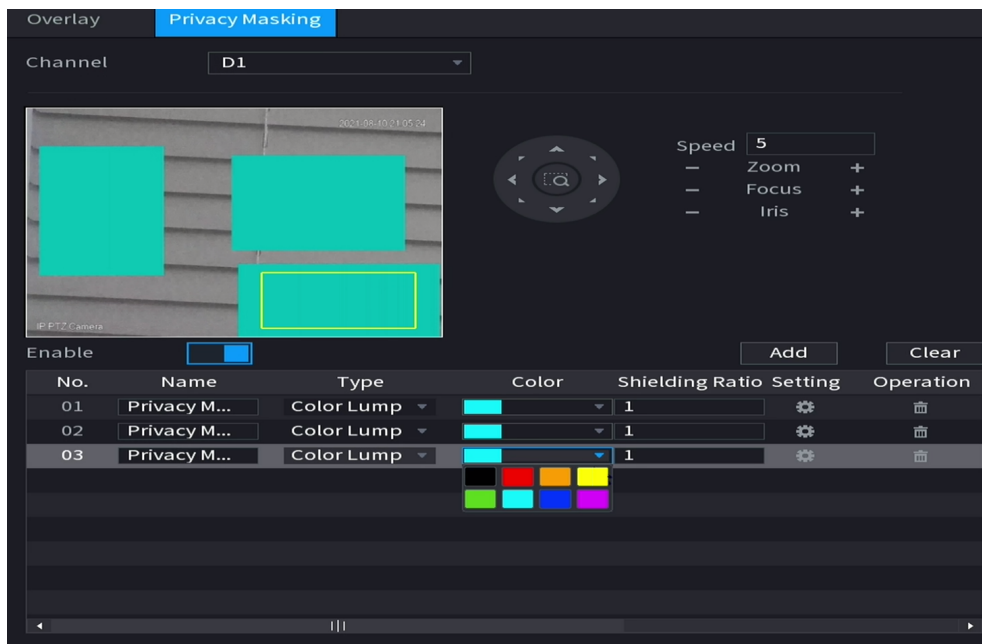 Overlay Privacy Masking
Channel D1
2021-08-10 21:05:24
Speed 5
Zoom
Focus
Iris
IP PTZ Camera
Enable Add Clear
No. Name Type Color Shielding Ratio Setting Operation
01 Privacy M... Color Lump 1
02 Privacy M... Color Lump 1
03 Privacy M... Color Lump 1